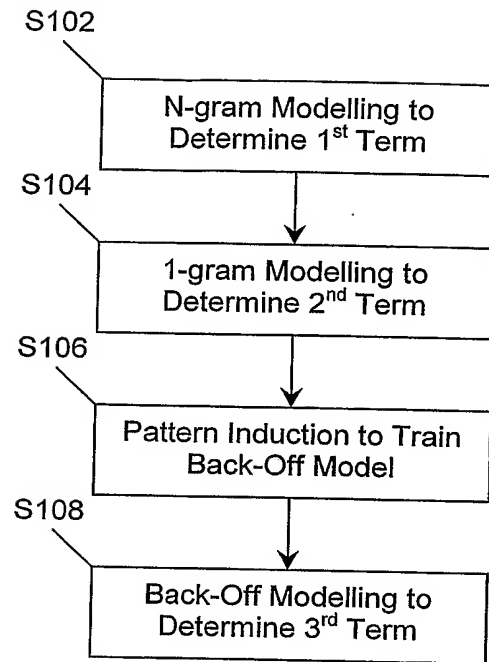 S102
N-gram Modelling to
Determine 1st Term
S104
1-gram Modelling to
Determine 2nd Term
S106
Pattern Induction to Train
Back-Off Model
S108
Back-Off Modelling to
Determine 3rd Term